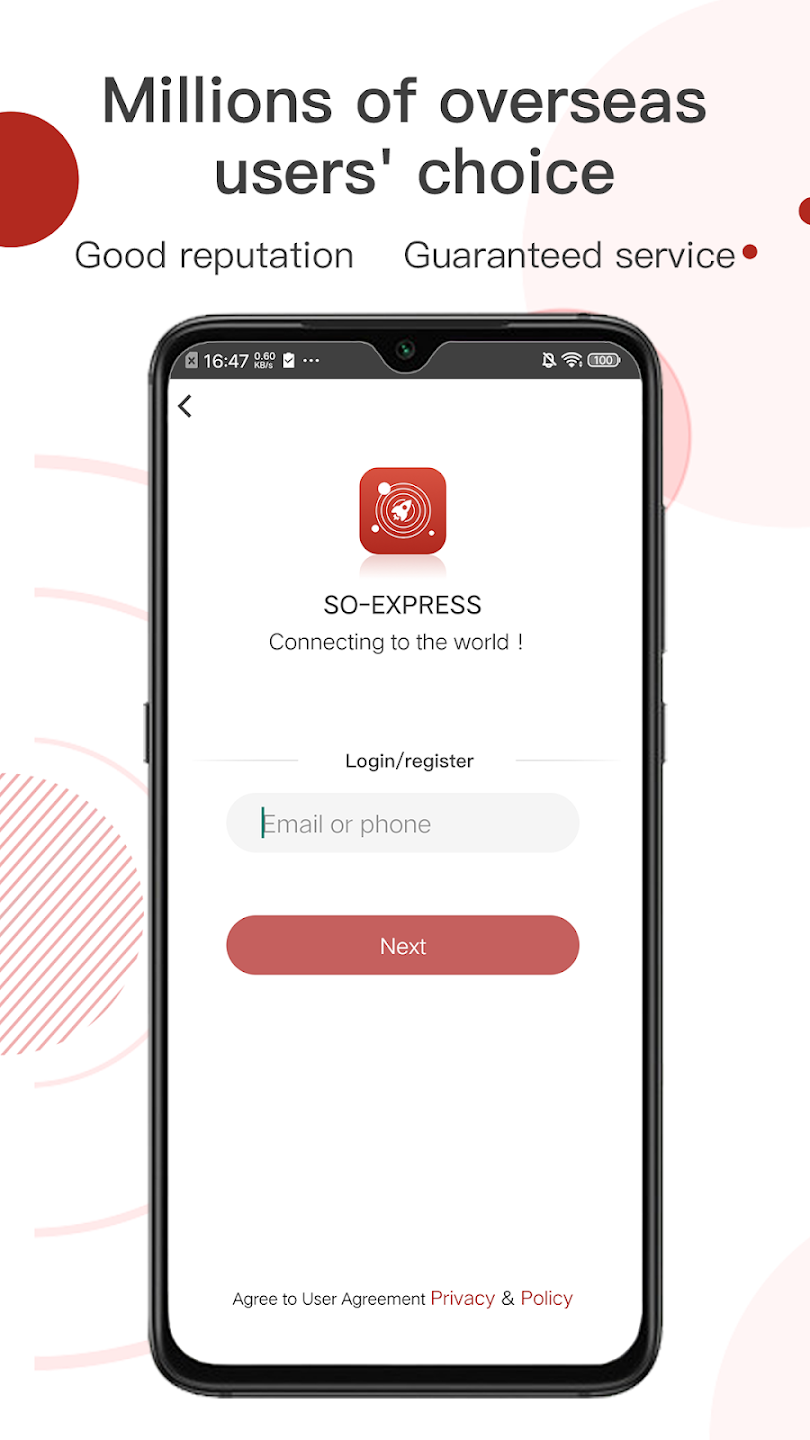 Millions of overseas
users' choice
Good reputation Guaranteed service
16:47 0.60 KB/s ··· 100
SO-EXPRESS
Connecting to the world !
Login/register
Email or phone
Next
Agree to User Agreement Privacy & Policy